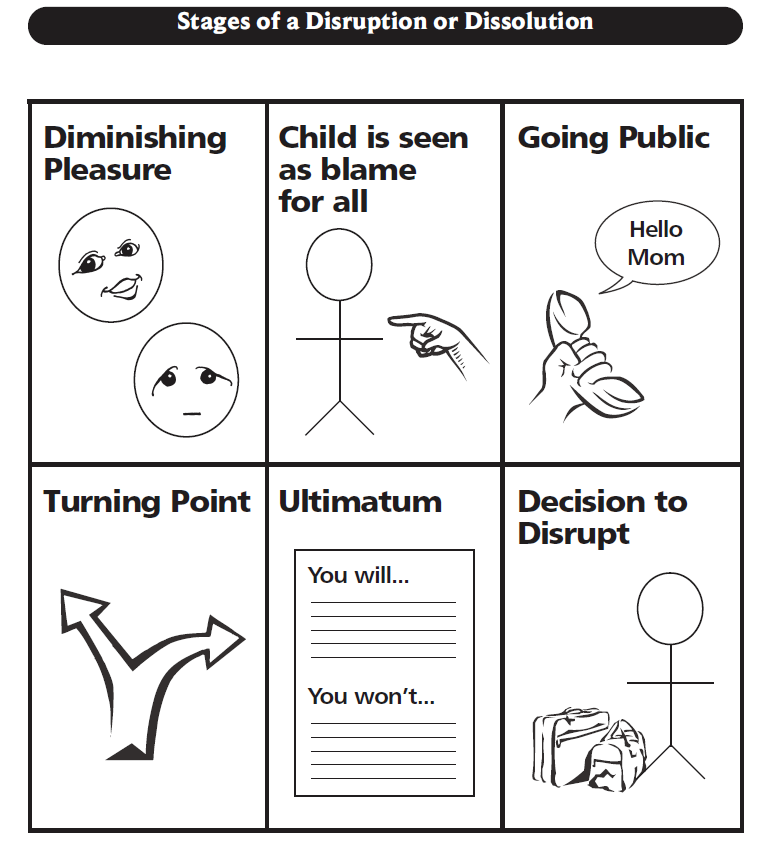 Stages of a Disruption or Dissolution
Diminishing
Pleasure
Child is seen
as blame
for all
Going Public
Hello
Mom
Turning Point
Ultimatum
You will...
You won't...
Decision to
Disrupt